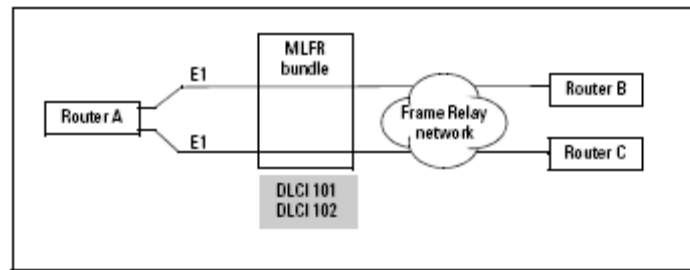 MLFR
bundle
E1
Router A
E1
Frame Relay
network
Router B
Router C
DLCI 101
DLCI 102